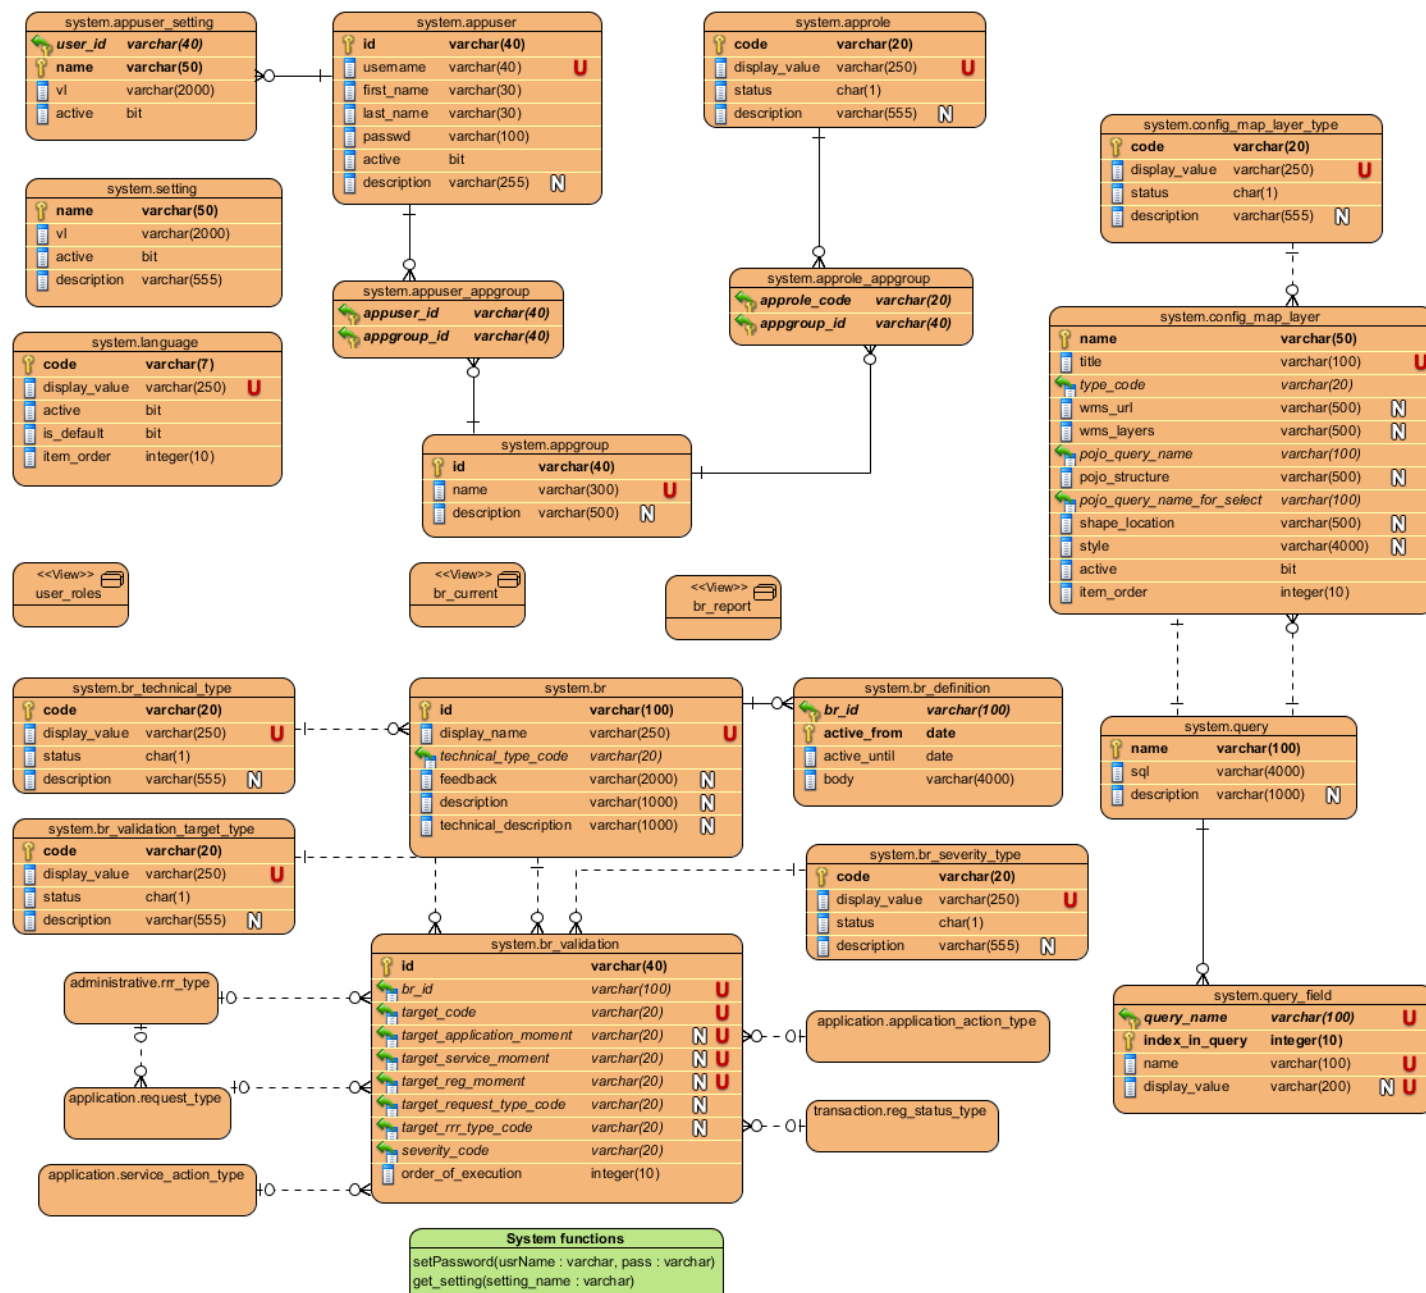 system.appuser_setting
user_id varchar(40)
name varchar(50)
vl varchar(2000)
active bit
system.appuser
id varchar(40)
username varchar(40) U
first_name varchar(30)
last_name varchar(30)
passwd varchar(100)
active bit
description varchar(255) N
system.approle
code varchar(20)
display_value varchar(250) U
status char(1)
description varchar(555) N
system.config_map_layer_type
code varchar(20)
display_value varchar(250) U
status char(1)
description varchar(555) N
system.setting
name varchar(50)
vl varchar(2000)
active bit
description varchar(555)
system.appuser_appgroup
appuser_id varchar(40)
appgroup_id varchar(40)
system.approle_appgroup
approle_code varchar(20)
appgroup_id varchar(40)
system.language
code varchar(7)
display_value varchar(250) U
active bit
is_default bit
item_order integer(10)
system.appgroup
id varchar(40)
name varchar(300) U
description varchar(500) N
system.config_map_layer
name varchar(50)
title varchar(100) U
type_code varchar(20)
wms_url varchar(500) N
wms_layers varchar(500) N
pojo_query_name varchar(100)
pojo_structure varchar(500) N
pojo_query_name_for_select varchar(100)
shape_location varchar(500) N
style varchar(4000) N
active bit
item_order integer(10)
<<View>>
user_roles
<<View>>
br_current
<<View>>
br_report
system.br_technical_type
code varchar(20)
display_value varchar(250) U
status char(1)
description varchar(555) N
system.br
id varchar(100)
display_name varchar(250) U
technical_type_code varchar(20)
feedback varchar(2000) N
description varchar(1000) N
technical_description varchar(1000) N
system.br_definition
br_id varchar(100)
active_from date
active_until date
body varchar(4000)
system.query
name varchar(100)
sql varchar(4000)
description varchar(1000) N
system.br_validation_target_type
code varchar(20)
display_value varchar(250) U
status char(1)
description varchar(555) N
system.br_severity_type
code varchar(20)
display_value varchar(250) U
status char(1)
description varchar(555) N
system.br_validation
id varchar(40)
br_id varchar(100) U
target_code varchar(20) U
target_application_moment varchar(20) N U
target_service_moment varchar(20) N U
target_reg_moment varchar(20) N U
target_request_type_code varchar(20) N
target_rrr_type_code varchar(20) N
severity_code varchar(20)
order_of_execution integer(10)
administrative.rrr_type
application.request_type
application.service_action_type
application.application_action_type
transaction.reg_status_type
system.query_field
query_name varchar(100) U
index_in_query integer(10)
name varchar(100) U
display_value varchar(200) N U
System functions
setPassword(usrName : varchar, pass : varchar)
get_setting(setting_name : varchar)